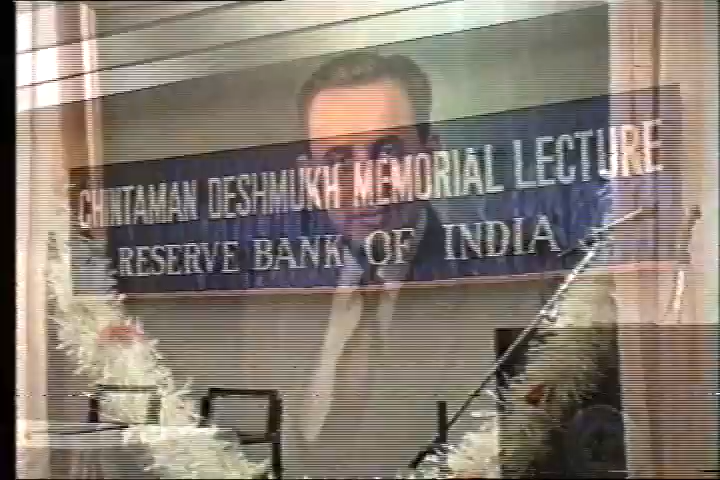 CHINTAMAN DESHMUKH MEMORIAL LECTURE
RESERVE BANK OF INDIA